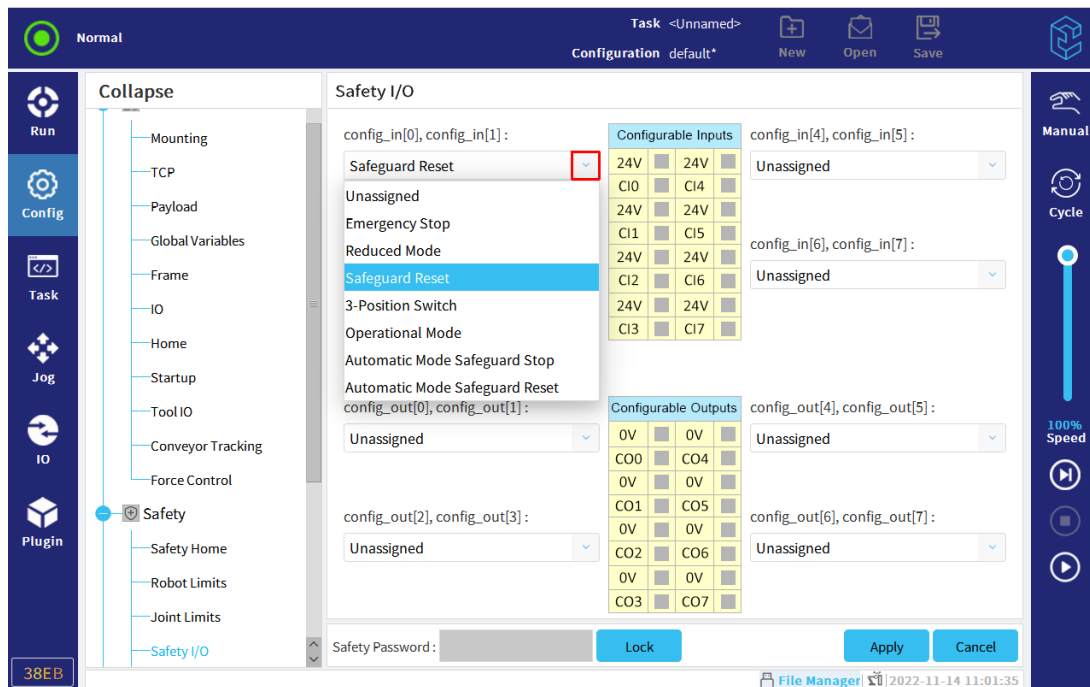 Normal
Task <Unnamed>
Configuration default*
New
Open
Save
Run
Config
Task
Jog
IO
Plugin
38EB
Collapse
Mounting
TCP
Payload
Global Variables
Frame
IO
Home
Startup
Tool IO
Conveyor Tracking
Force Control
Safety
Safety Home
Robot Limits
Joint Limits
Safety I/O
Safety I/O
config_in[0], config_in[1] :
Safeguard Reset
Unassigned
Emergency Stop
Reduced Mode
Safeguard Reset
3-Position Switch
Operational Mode
Automatic Mode Safeguard Stop
Automatic Mode Safeguard Reset
Configurable Inputs
24V 24V
CI0 CI4
24V 24V
CI1 CI5
24V 24V
CI2 CI6
24V 24V
CI3 CI7
config_in[4], config_in[5] :
Unassigned
config_in[6], config_in[7] :
Unassigned
config_out[0], config_out[1] :
Unassigned
config_out[2], config_out[3] :
Unassigned
Configurable Outputs
0V 0V
CO0 CO4
0V 0V
CO1 CO5
0V 0V
CO2 CO6
0V 0V
CO3 CO7
config_out[4], config_out[5] :
Unassigned
config_out[6], config_out[7] :
Unassigned
Safety Password :
Lock
Apply
Cancel
File Manager
2022-11-14 11:01:35
Manual
Cycle
100%
Speed